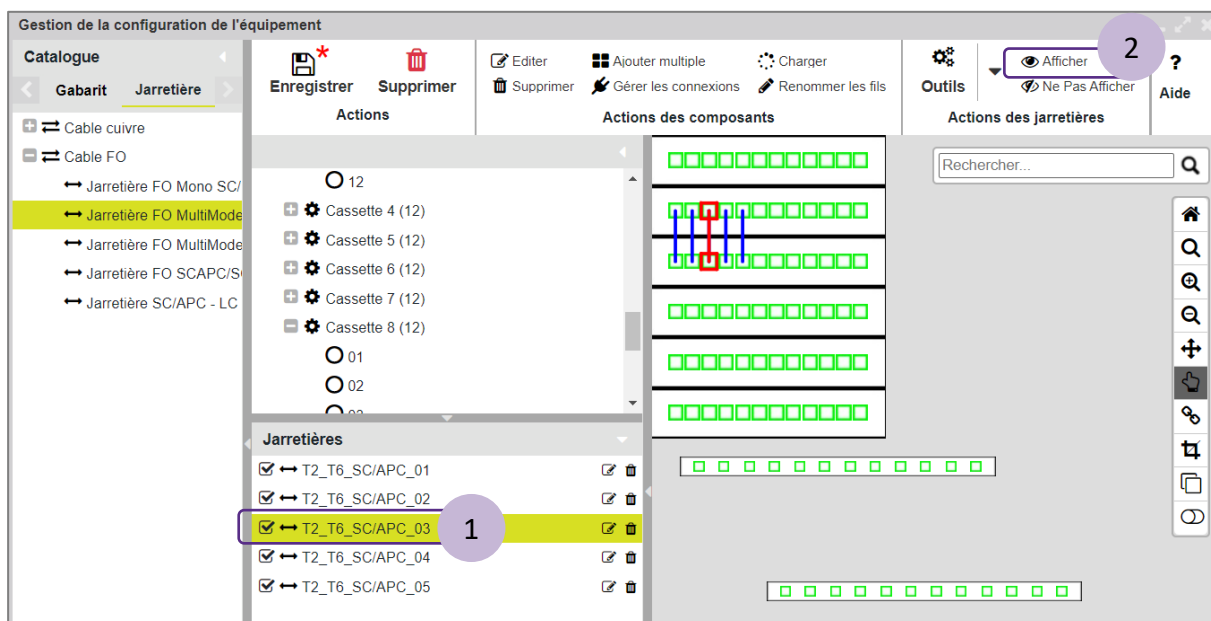 Gestion de la configuration de l'équipement
Catalogue
Gabarit Jarretière
Cable cuivre
Cable FO
Jarretière FO Mono SC/
Jarretière FO MultiMode
Jarretière FO MultiMode
Jarretière FO SCAPC/S
Jarretière SC/APC - LC
Enregistrer Supprimer
Actions
Editer Ajouter multiple Charger
Supprimer Gérer les connexions Renommer les fils
Actions des composants
Outils
Afficher
Ne Pas Afficher
Actions des jarretières
2
?
Aide
12
Cassette 4 (12)
Cassette 5 (12)
Cassette 6 (12)
Cassette 7 (12)
Cassette 8 (12)
01
02
Rechercher...
Jarretières
T2_T6_SC/APC_01
T2_T6_SC/APC_02
T2_T6_SC/APC_03
1
T2_T6_SC/APC_04
T2_T6_SC/APC_05